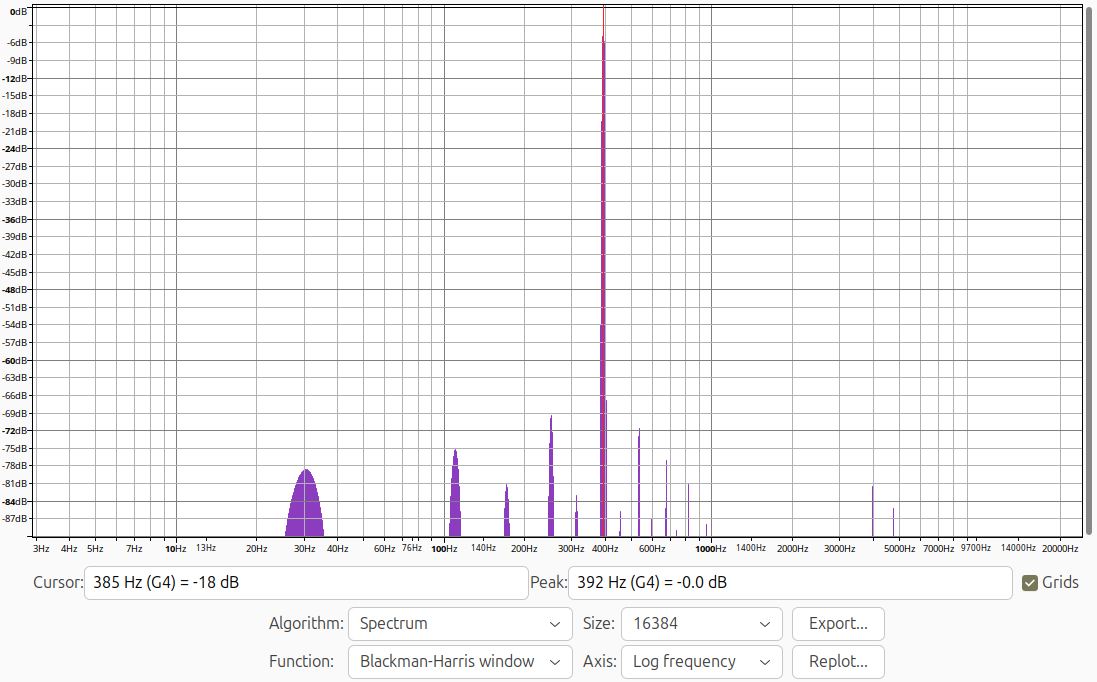 0dB
-6dB
-9dB
-12dB
-15dB
-18dB
-21dB
-24dB
-27dB
-30dB
-33dB
-36dB
-39dB
-42dB
-45dB
-48dB
-51dB
-54dB
-57dB
-60dB
-63dB
-66dB
-69dB
-72dB
-75dB
-78dB
-81dB
-84dB
-87dB
3Hz 4Hz 5Hz 7Hz 10Hz 13Hz 20Hz 30Hz 40Hz 60Hz 76Hz 100Hz 140Hz 200Hz 300Hz 400Hz 600Hz 1000Hz 1400Hz 2000Hz 3000Hz 5000Hz 7000Hz 9700Hz 14000Hz 20000Hz
Cursor: 385 Hz (G4) = -18 dB Peak: 392 Hz (G4) = -0.0 dB Grids
Algorithm: Spectrum Size: 16384 Export...
Function: Blackman-Harris window Axis: Log frequency Replot...